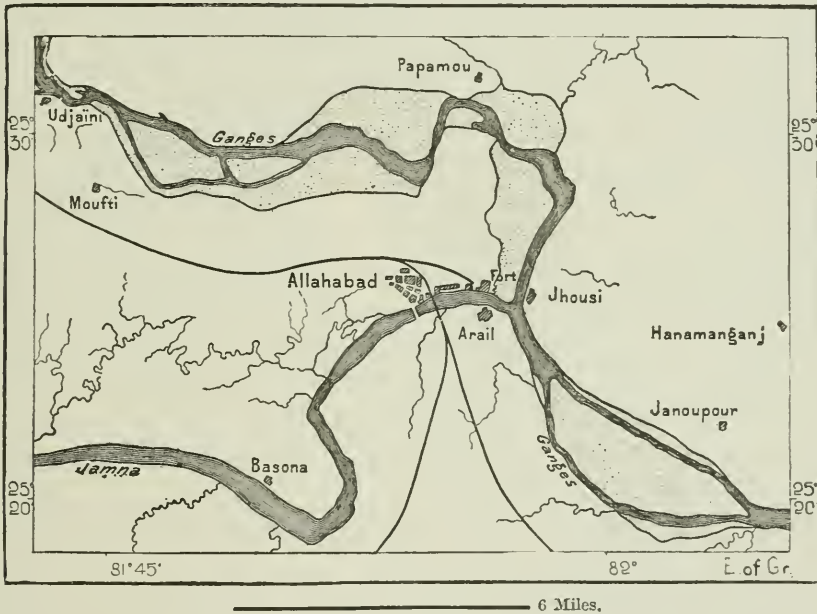 Papamou
Udjaïni
Ganges
25°
30'
25°
30'
Moufti
Allahabad
Fort
Jhousi
Arail
Hanamanganj
Janoupour
Ganges
Jamna
Basona
25°
20'
25°
20'
81°45'
82°
E. of Gr.
6 Miles.